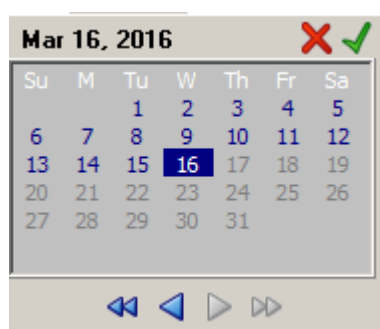 Mar 16, 2016
Su M Tu W Th Fr Sa
1 2 3 4 5
6 7 8 9 10 11 12
13 14 15 16 17 18 19
20 21 22 23 24 25 26
27 28 29 30 31